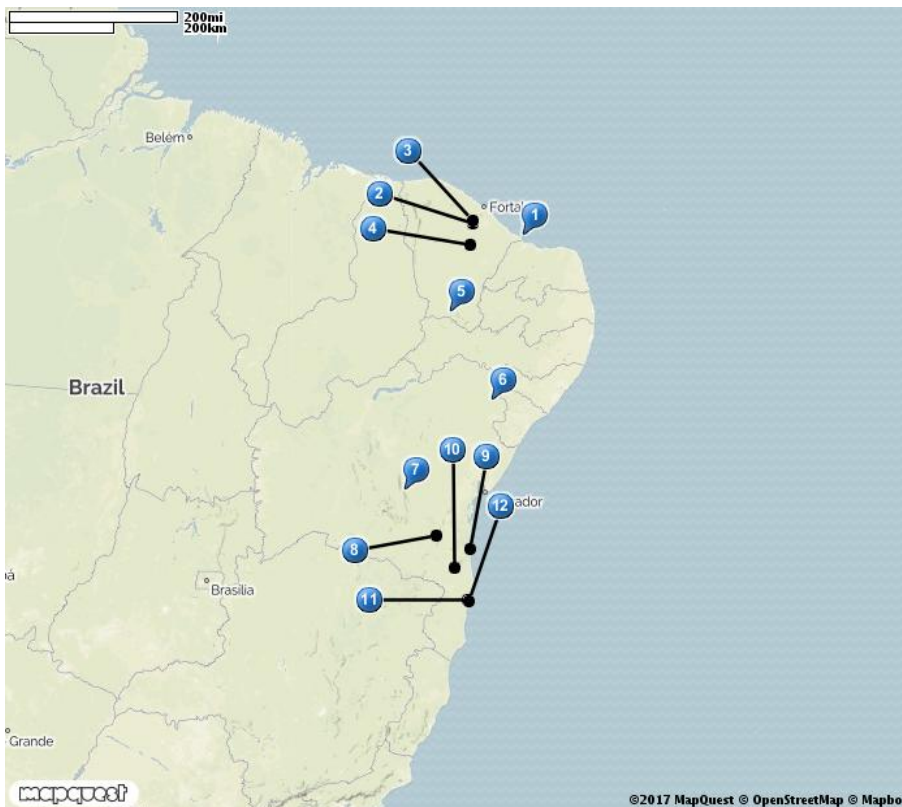 200mi
200km
Belém
3
2
Fortal
1
4
5
Brazil
6
10
9
7
ador
12
8
Brasília
11
á
Grande
mapquest
©2017 MapQuest © OpenStreetMap © Mapbo